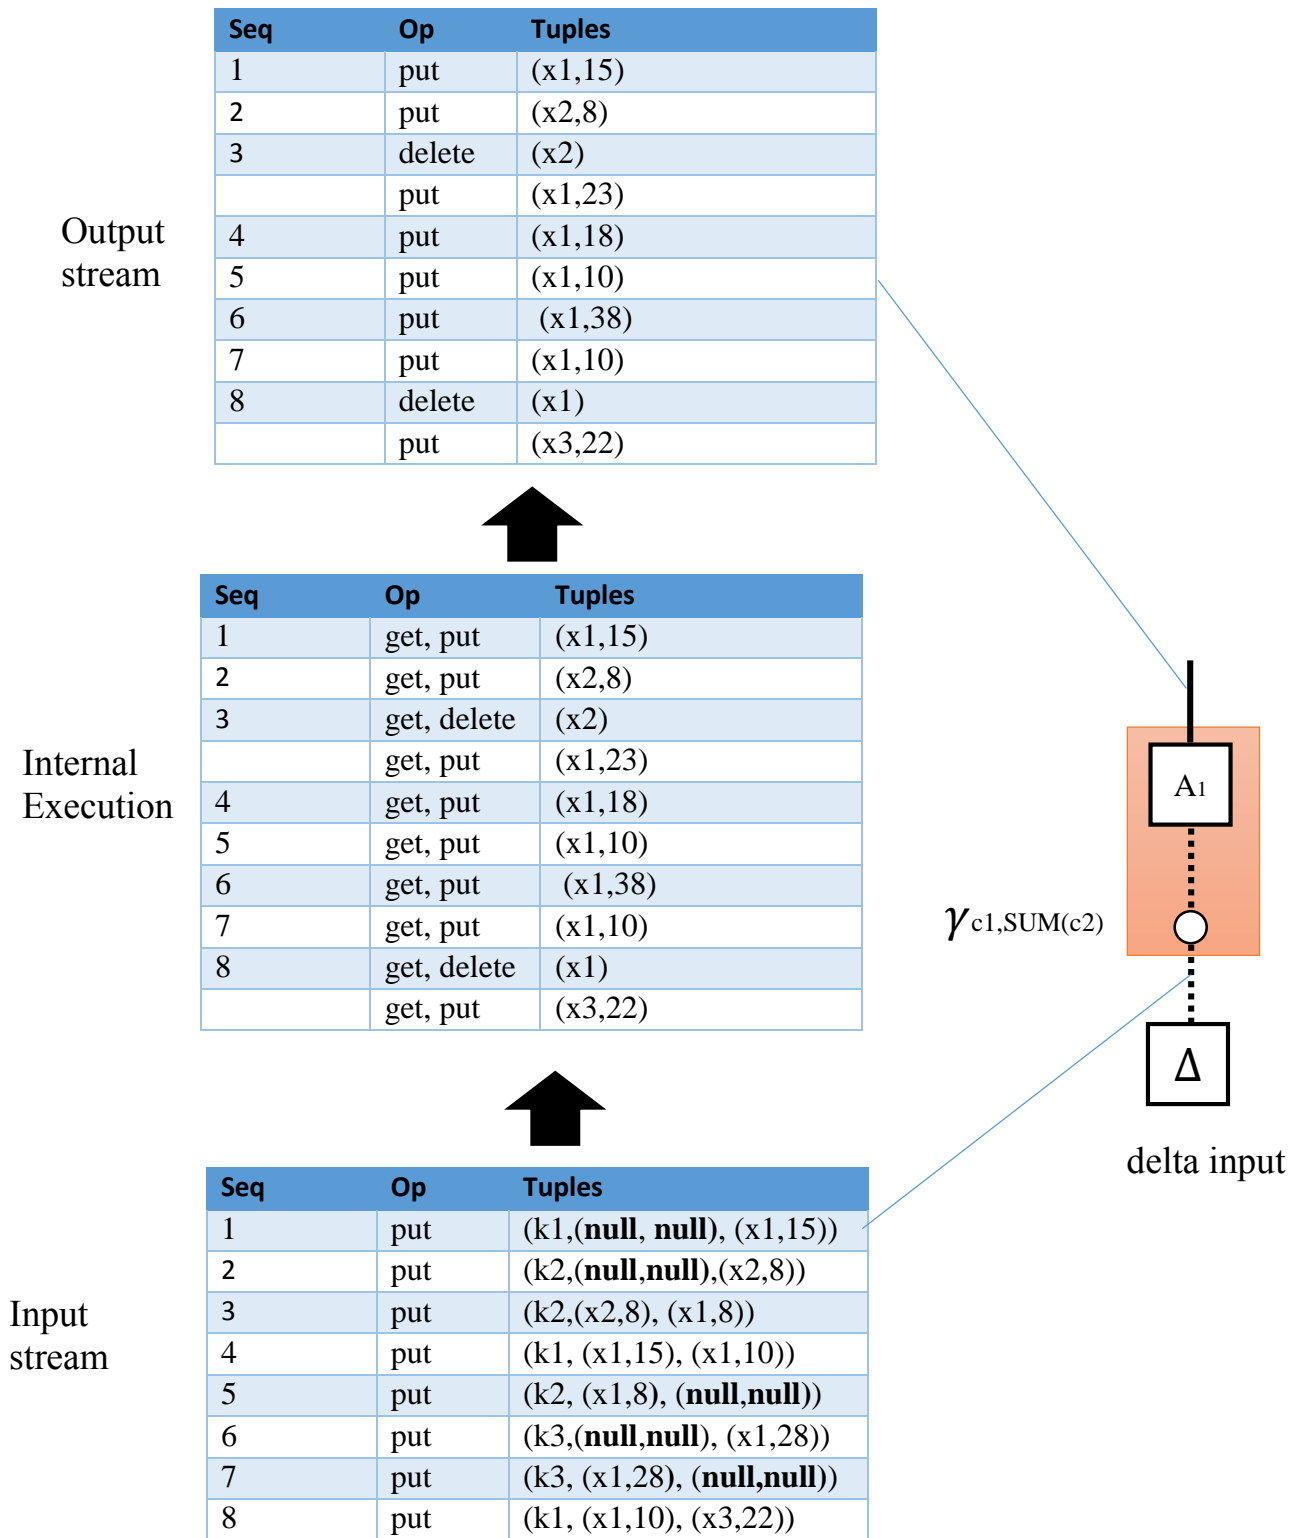 Seq Op Tuples
1 put (x1,15)
2 put (x2,8)
3 delete (x2)
put (x1,23)
4 put (x1,18)
5 put (x1,10)
6 put (x1,38)
7 put (x1,10)
8 delete (x1)
put (x3,22)
Output
stream
Seq Op Tuples
1 get, put (x1,15)
2 get, put (x2,8)
3 get, delete (x2)
get, put (x1,23)
4 get, put (x1,18)
5 get, put (x1,10)
6 get, put (x1,38)
7 get, put (x1,10)
8 get, delete (x1)
get, put (x3,22)
Internal
Execution
A1
γc1,SUM(c2)
Δ
delta input
Seq Op Tuples
1 put (k1,(null, null), (x1,15))
2 put (k2,(null,null),(x2,8))
3 put (k2,(x2,8), (x1,8))
4 put (k1, (x1,15), (x1,10))
5 put (k2, (x1,8), (null,null))
6 put (k3,(null,null), (x1,28))
7 put (k3, (x1,28), (null,null))
8 put (k1, (x1,10), (x3,22))
Input
stream